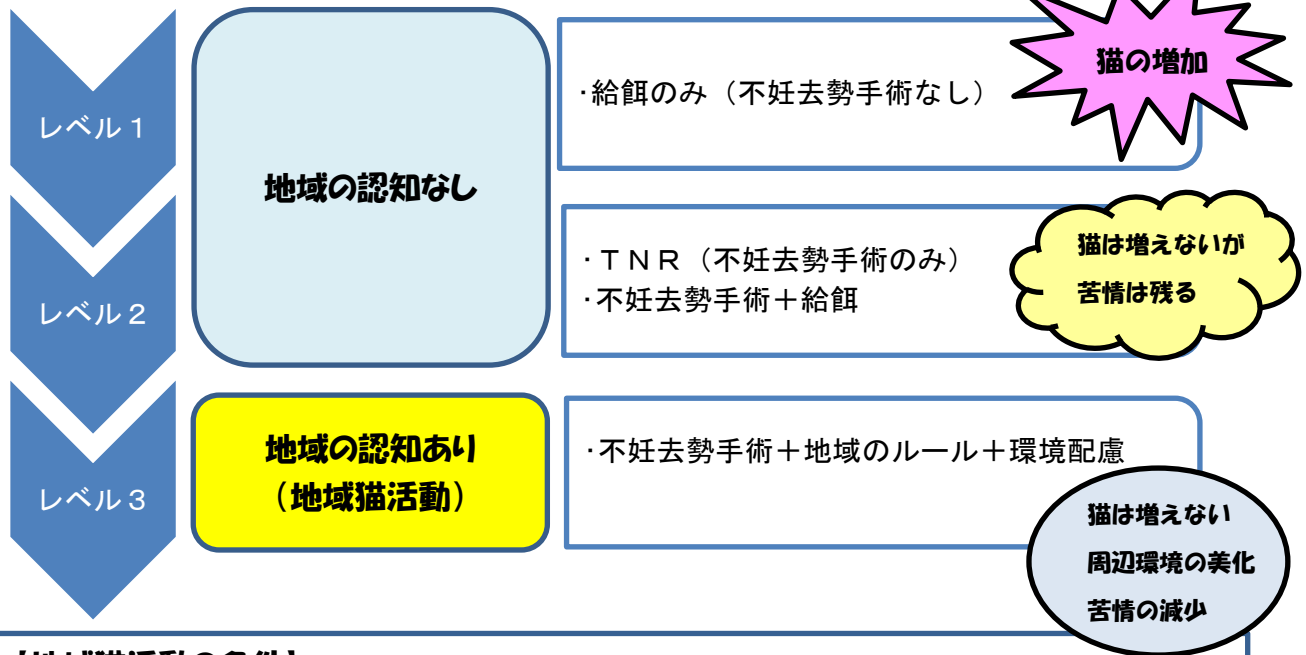 猫の増加
レベル１
地域の認知なし
・給餌のみ（不妊去勢手術なし）
レベル２
・ＴＮＲ（不妊去勢手術のみ）
・不妊去勢手術＋給餌
猫は増えないが
苦情は残る
レベル３
地域の認知あり
（地域猫活動）
・不妊去勢手術＋地域のルール＋環境配慮
猫は増えない
周辺環境の美化
苦情の減少